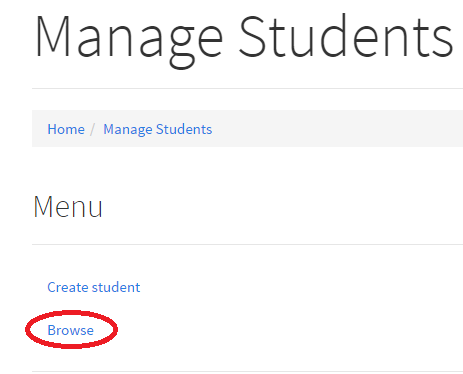 Manage Students
Home / Manage Students
Menu
Create student
Browse